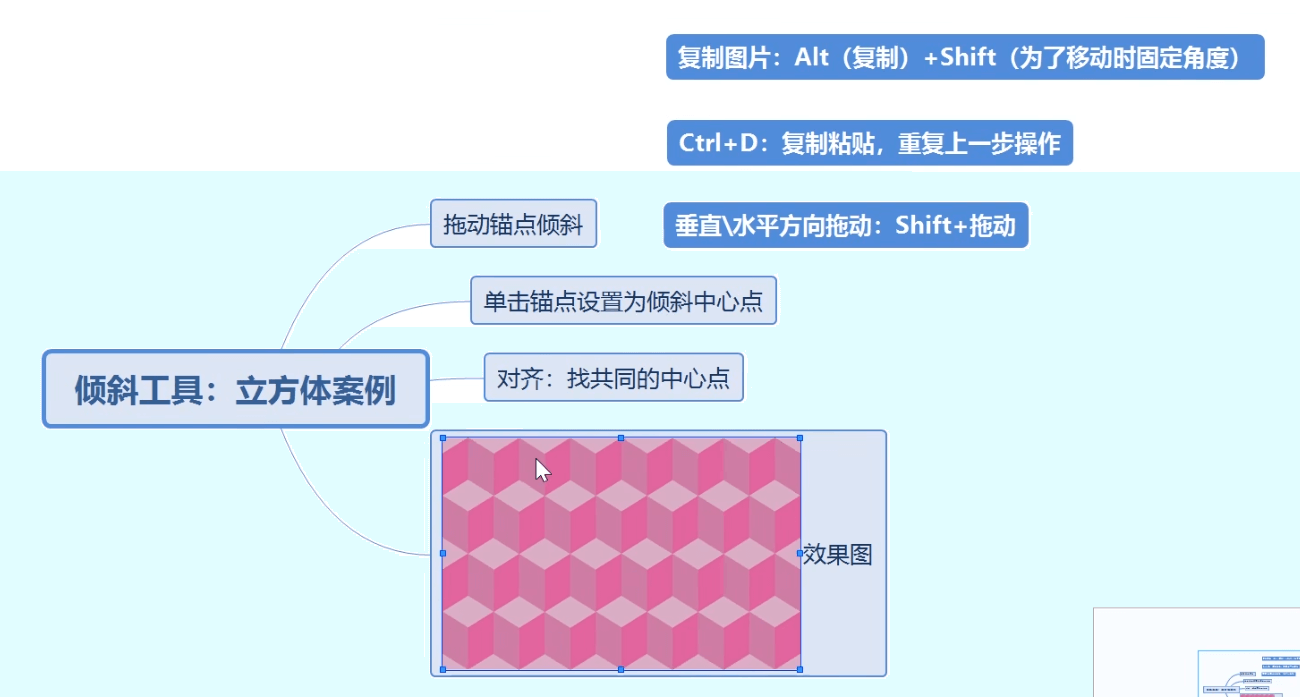 复制图片：Alt（复制）+Shift（为了移动时固定角度）
Ctrl+D：复制粘贴，重复上一步操作
拖动锚点倾斜
垂直\水平方向拖动：Shift+拖动
单击锚点设置为倾斜中心点
对齐：找共同的中心点
倾斜工具：立方体案例
效果图